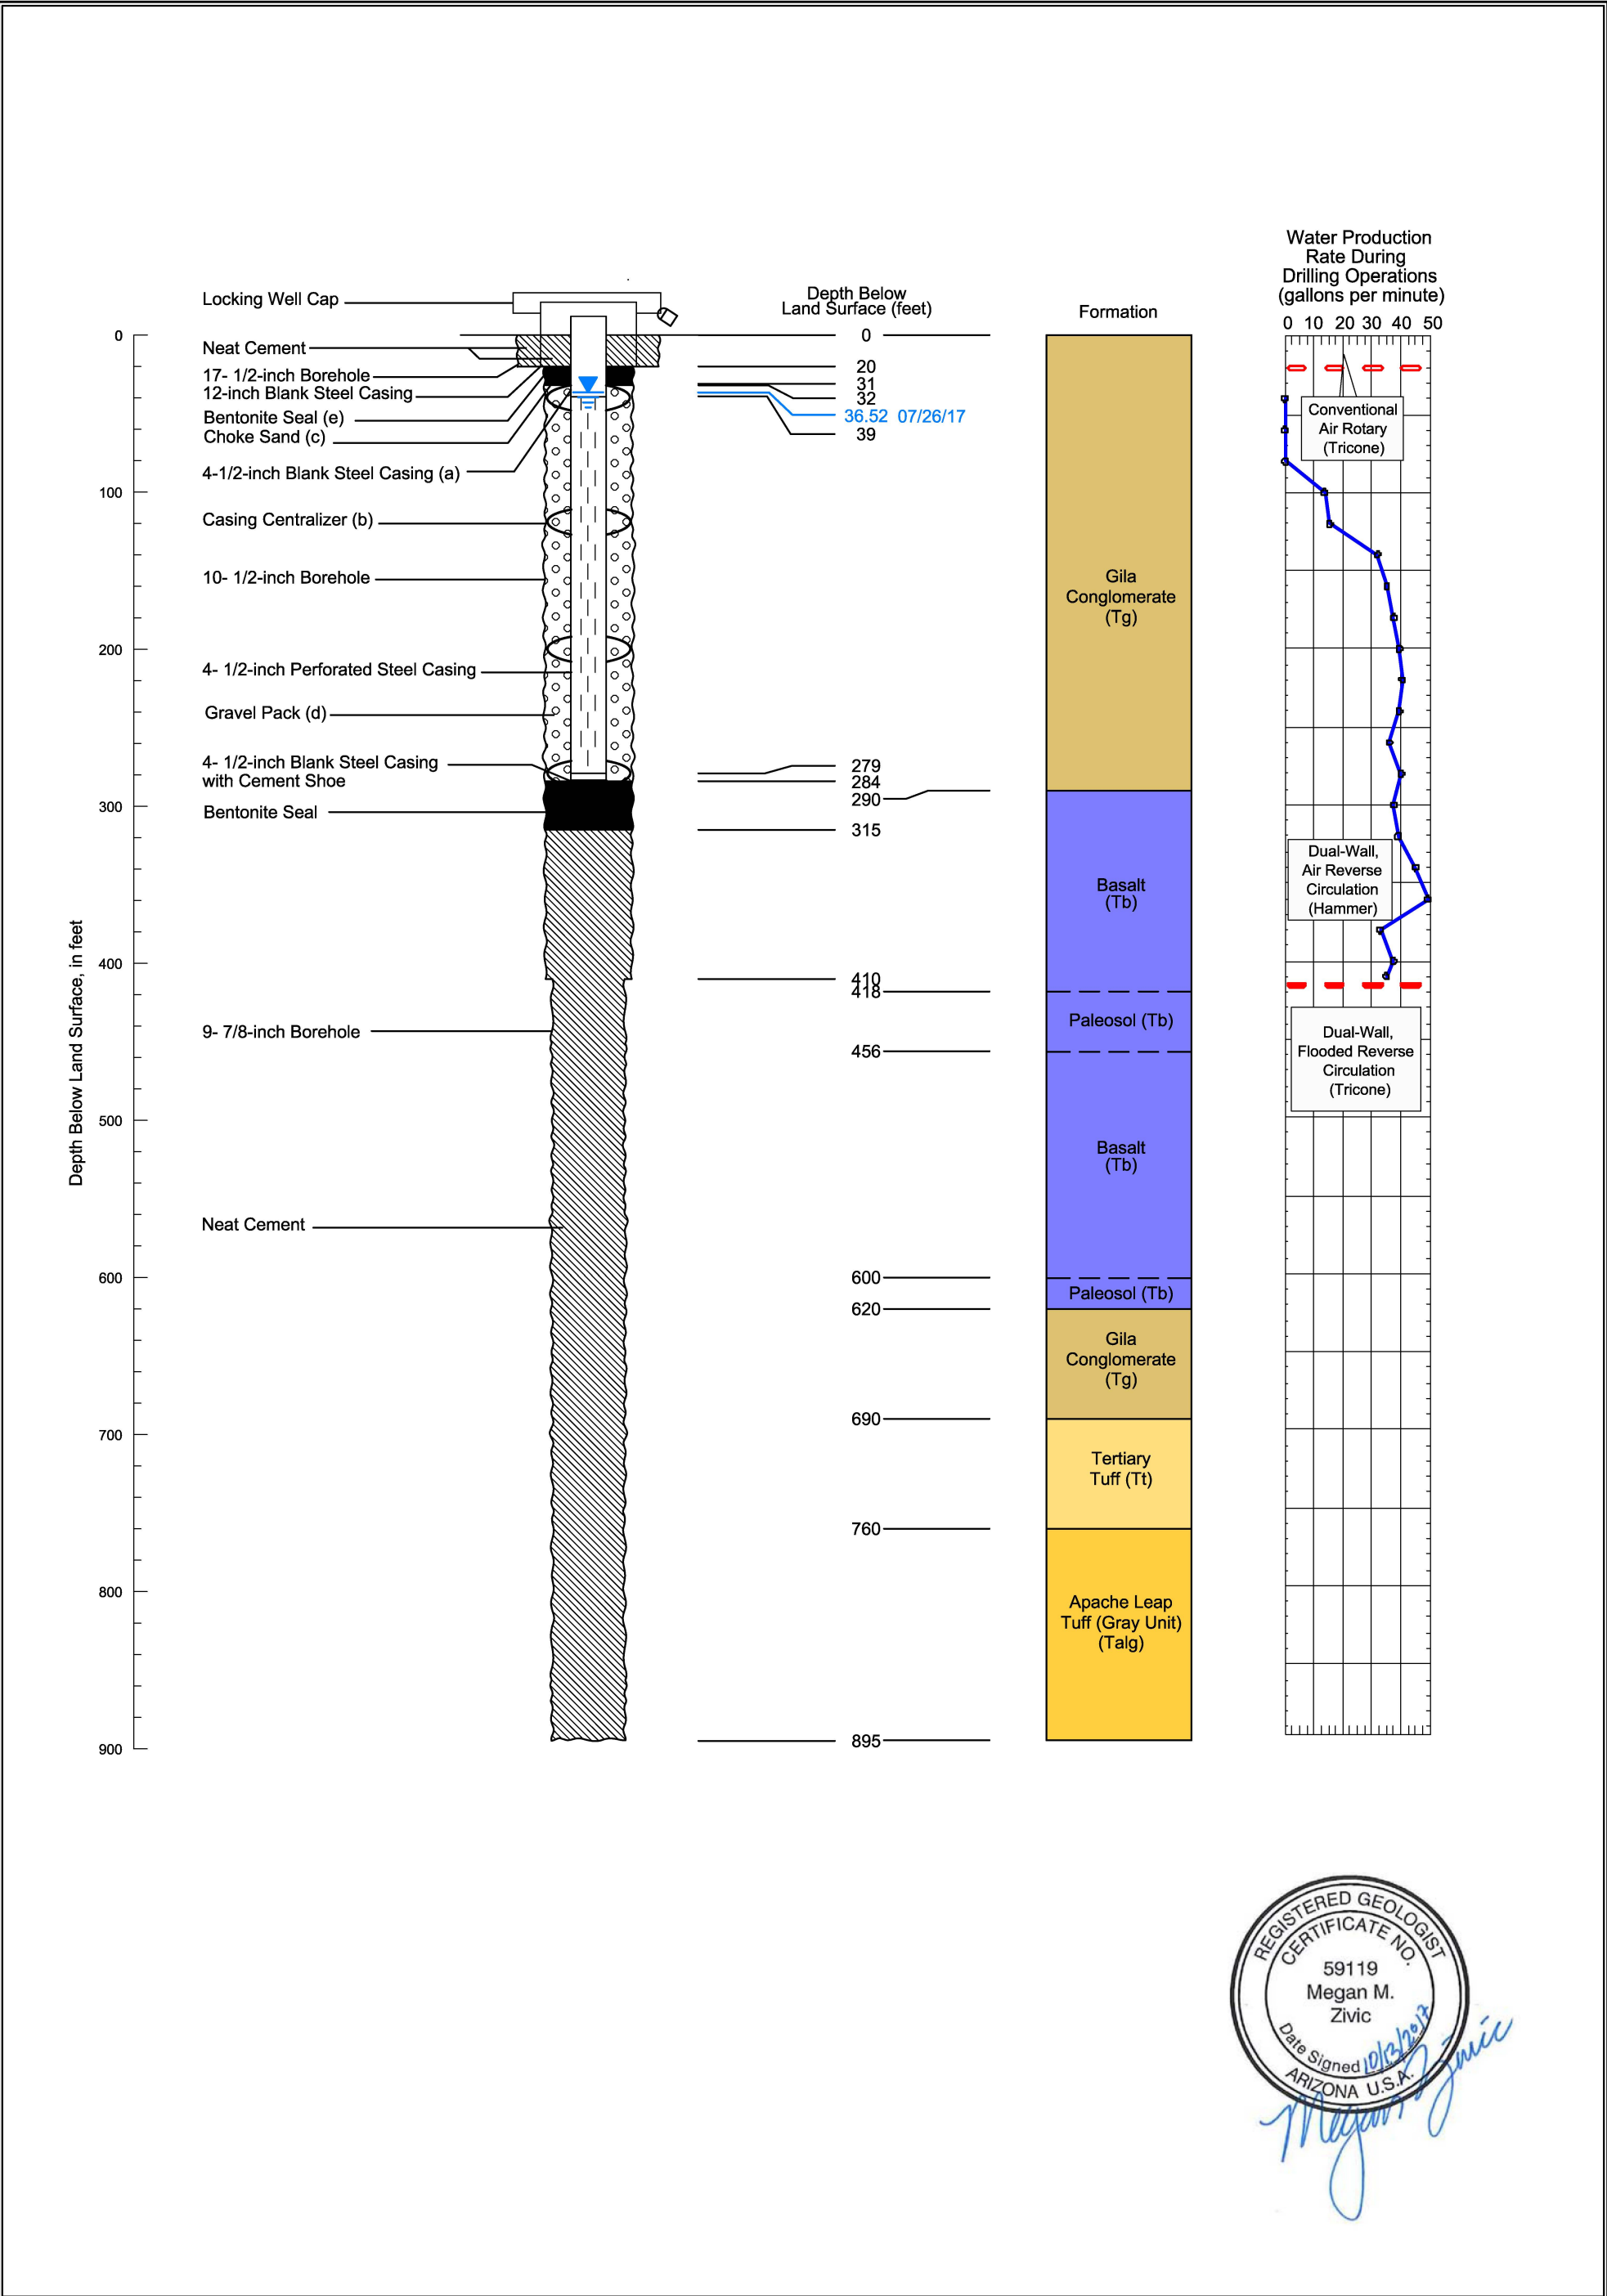 Water Production
Rate During
Drilling Operations
(gallons per minute)
0 10 20 30 40 50
Depth Below
Land Surface (feet)
Formation
Locking Well Cap
Neat Cement
17- 1/2-inch Borehole
12-inch Blank Steel Casing
Bentonite Seal (e)
Choke Sand (c)
4-1/2-inch Blank Steel Casing (a)
Casing Centralizer (b)
10- 1/2-inch Borehole
4- 1/2-inch Perforated Steel Casing
Gravel Pack (d)
4- 1/2-inch Blank Steel Casing
with Cement Shoe
Bentonite Seal
9- 7/8-inch Borehole
Neat Cement
Depth Below Land Surface, in feet
0
100
200
300
400
500
600
700
800
900
0
20
31
32
36.52 07/26/17
39
279
284
290
315
410
418
456
600
620
690
760
895
Gila
Conglomerate
(Tg)
Basalt
(Tb)
Paleosol (Tb)
Basalt
(Tb)
Paleosol (Tb)
Gila
Conglomerate
(Tg)
Tertiary
Tuff (Tt)
Apache Leap
Tuff (Gray Unit)
(Talg)
Conventional
Air Rotary
(Tricone)
Dual-Wall,
Air Reverse
Circulation
(Hammer)
Dual-Wall,
Flooded Reverse
Circulation
(Tricone)
REGISTERED GEOLOGIST
CERTIFICATE NO.
59119
Megan M.
Zivic
Date Signed 10/13/2017
ARIZONA U.S.A.
Megan Zivic